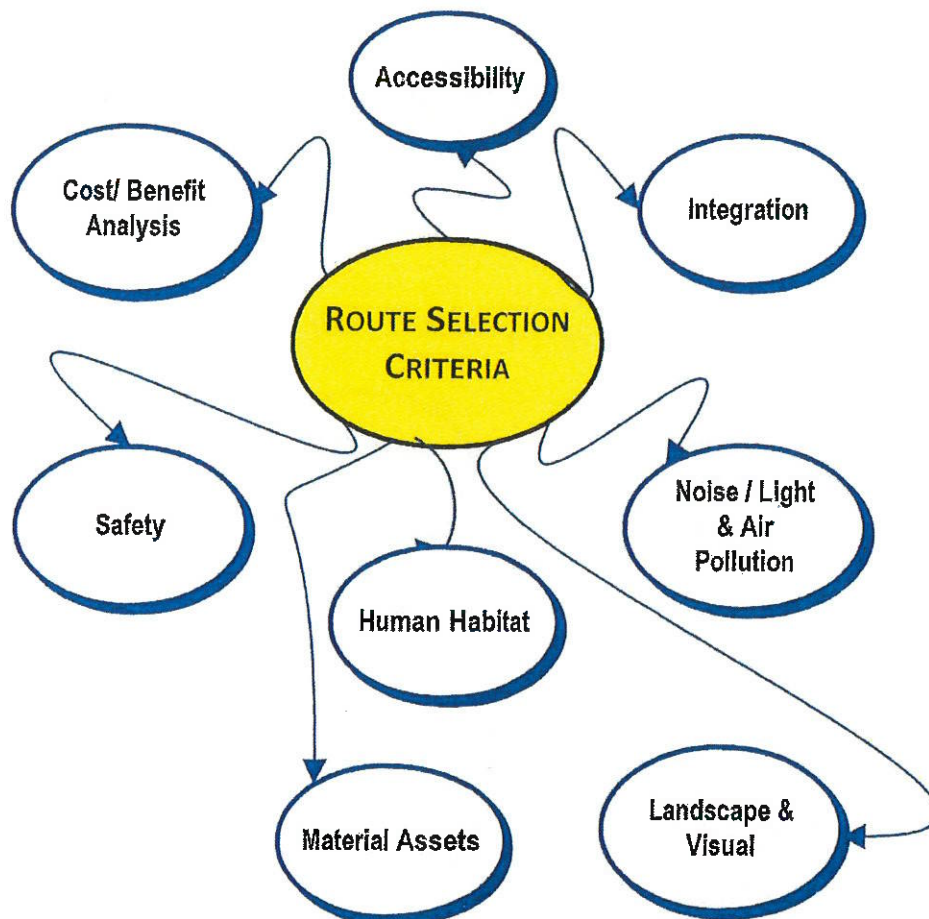 Accessibility
Cost/ Benefit
Analysis
Integration
ROUTE SELECTION
CRITERIA
Safety
Noise / Light
& Air
Pollution
Human Habitat
Material Assets
Landscape &
Visual